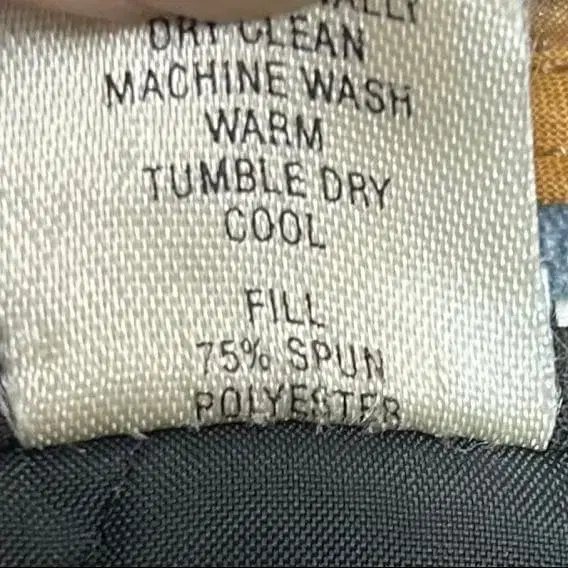 DRY CLEAN
MACHINE WASH
WARM
TUMBLE DRY
COOL
FILL
75% SPUN
POLYESTER